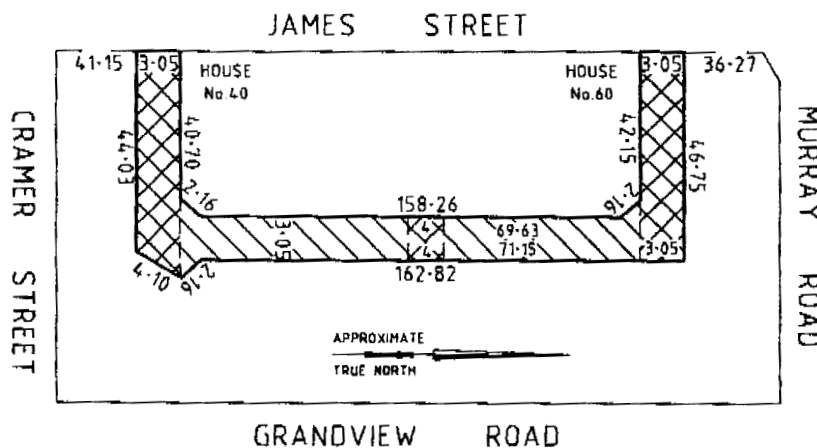 JAMES STREET
41·15
3·05
HOUSE
No.40
HOUSE
No.60
3·05
36·27
CRAMER STREET
44·03
40·70
42·15
46·75
MURRAY ROAD
2·16
158·26
2·16
3·05
4
69·63
4
71·15
3·05
4·10
2·16
162·82
APPROXIMATE
TRUE NORTH
GRANDVIEW ROAD